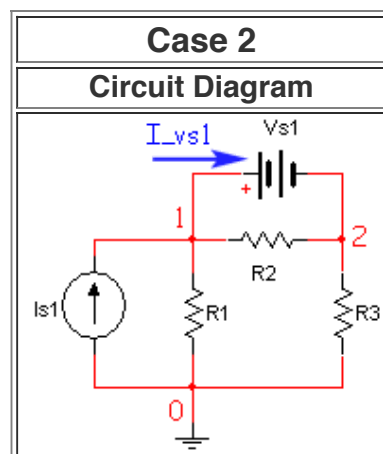 Case 2
Circuit Diagram
I_vs1
Vs1
+
1
2
R2
Is1
R1
R3
0